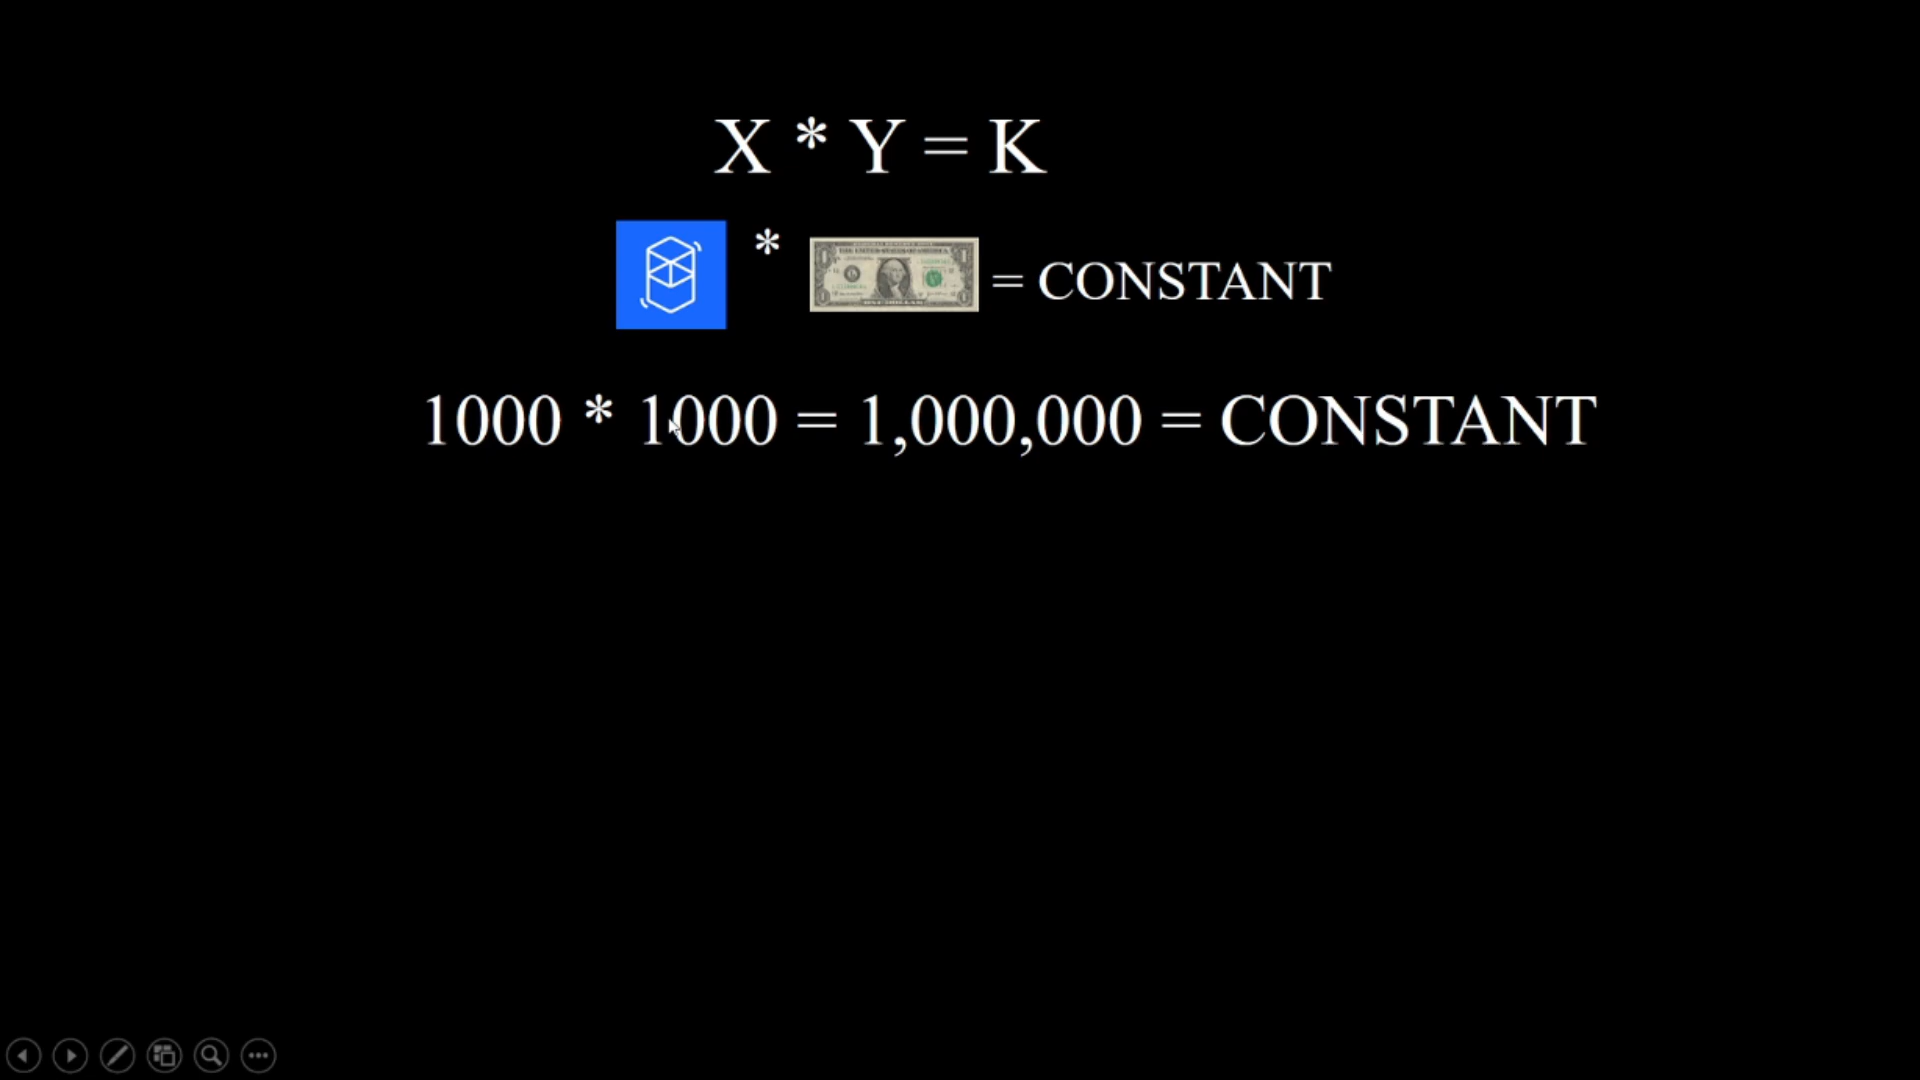 X * Y = K
* = CONSTANT
1000 * 1000 = 1,000,000 = CONSTANT